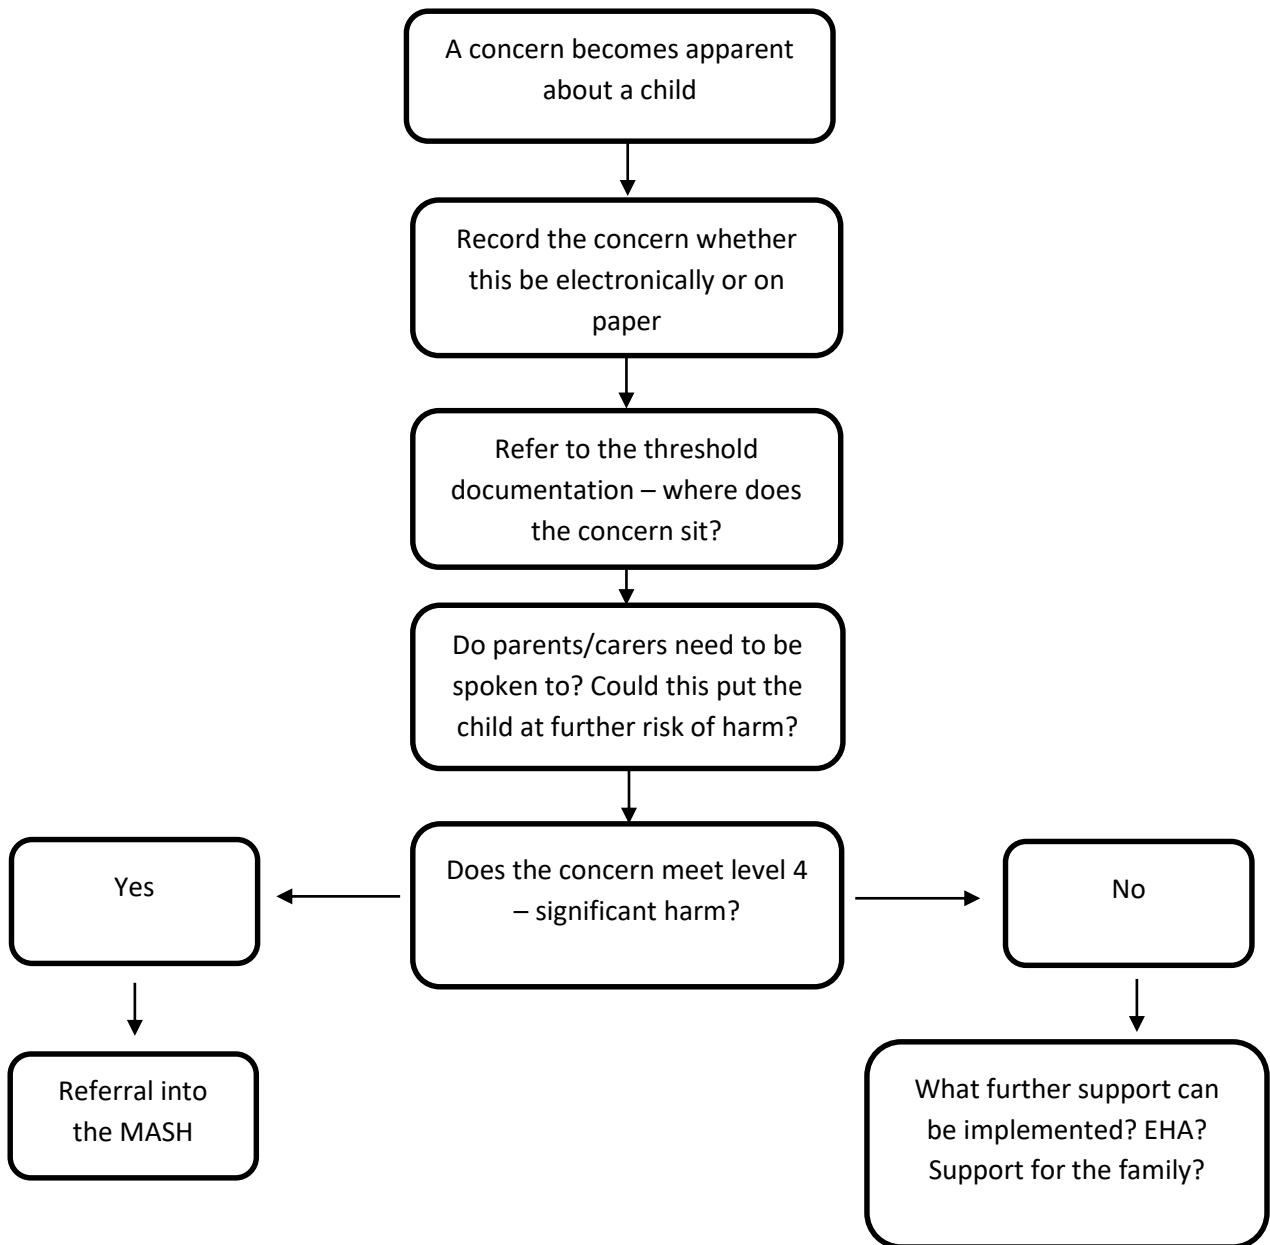 A concern becomes apparent
about a child
Record the concern whether
this be electronically or on
paper
Refer to the threshold
documentation – where does
the concern sit?
Do parents/carers need to be
spoken to? Could this put the
child at further risk of harm?
Does the concern meet level 4
– significant harm?
Yes
No
Referral into
the MASH
What further support can
be implemented? EHA?
Support for the family?